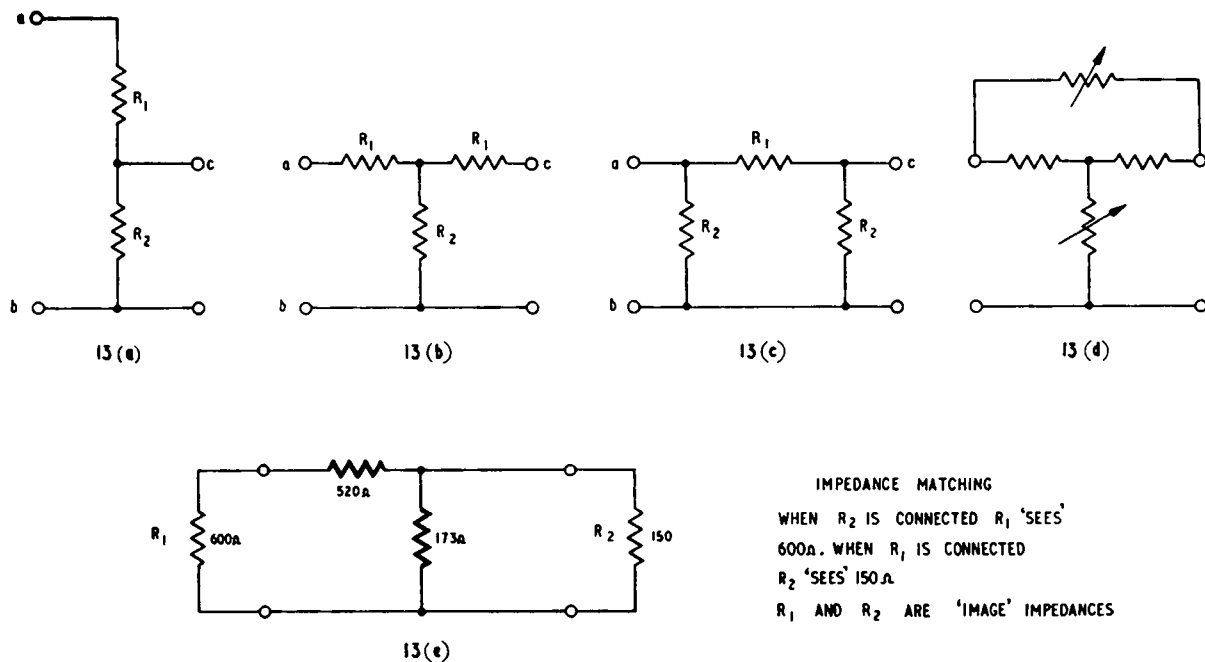 a
R1
c
R2
b
13 (a)
R1 R1
a c
R2
b
13 (b)
R1
a c
R2 R2
b
13 (c)
13 (d)
520Ω
R1 600Ω 173Ω R2 150
13 (e)
IMPEDANCE MATCHING
WHEN R2 IS CONNECTED R1 'SEES'
600Ω. WHEN R1 IS CONNECTED
R2 'SEES' 150Ω
R1 AND R2 ARE 'IMAGE' IMPEDANCES